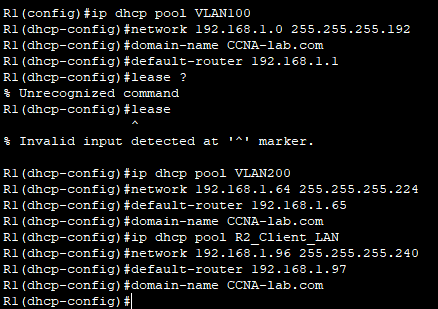 R1(config)#ip dhcp pool VLAN100
R1(dhcp-config)#network 192.168.1.0 255.255.255.192
R1(dhcp-config)#domain-name CCNA-lab.com
R1(dhcp-config)#default-router 192.168.1.1
R1(dhcp-config)#lease ?
% Unrecognized command
R1(dhcp-config)#lease
^
% Invalid input detected at '^' marker.
R1(dhcp-config)#ip dhcp pool VLAN200
R1(dhcp-config)#network 192.168.1.64 255.255.255.224
R1(dhcp-config)#default-router 192.168.1.65
R1(dhcp-config)#domain-name CCNA-lab.com
R1(dhcp-config)#ip dhcp pool R2_Client_LAN
R1(dhcp-config)#network 192.168.1.96 255.255.255.240
R1(dhcp-config)#default-router 192.168.1.97
R1(dhcp-config)#domain-name CCNA-lab.com
R1(dhcp-config)#